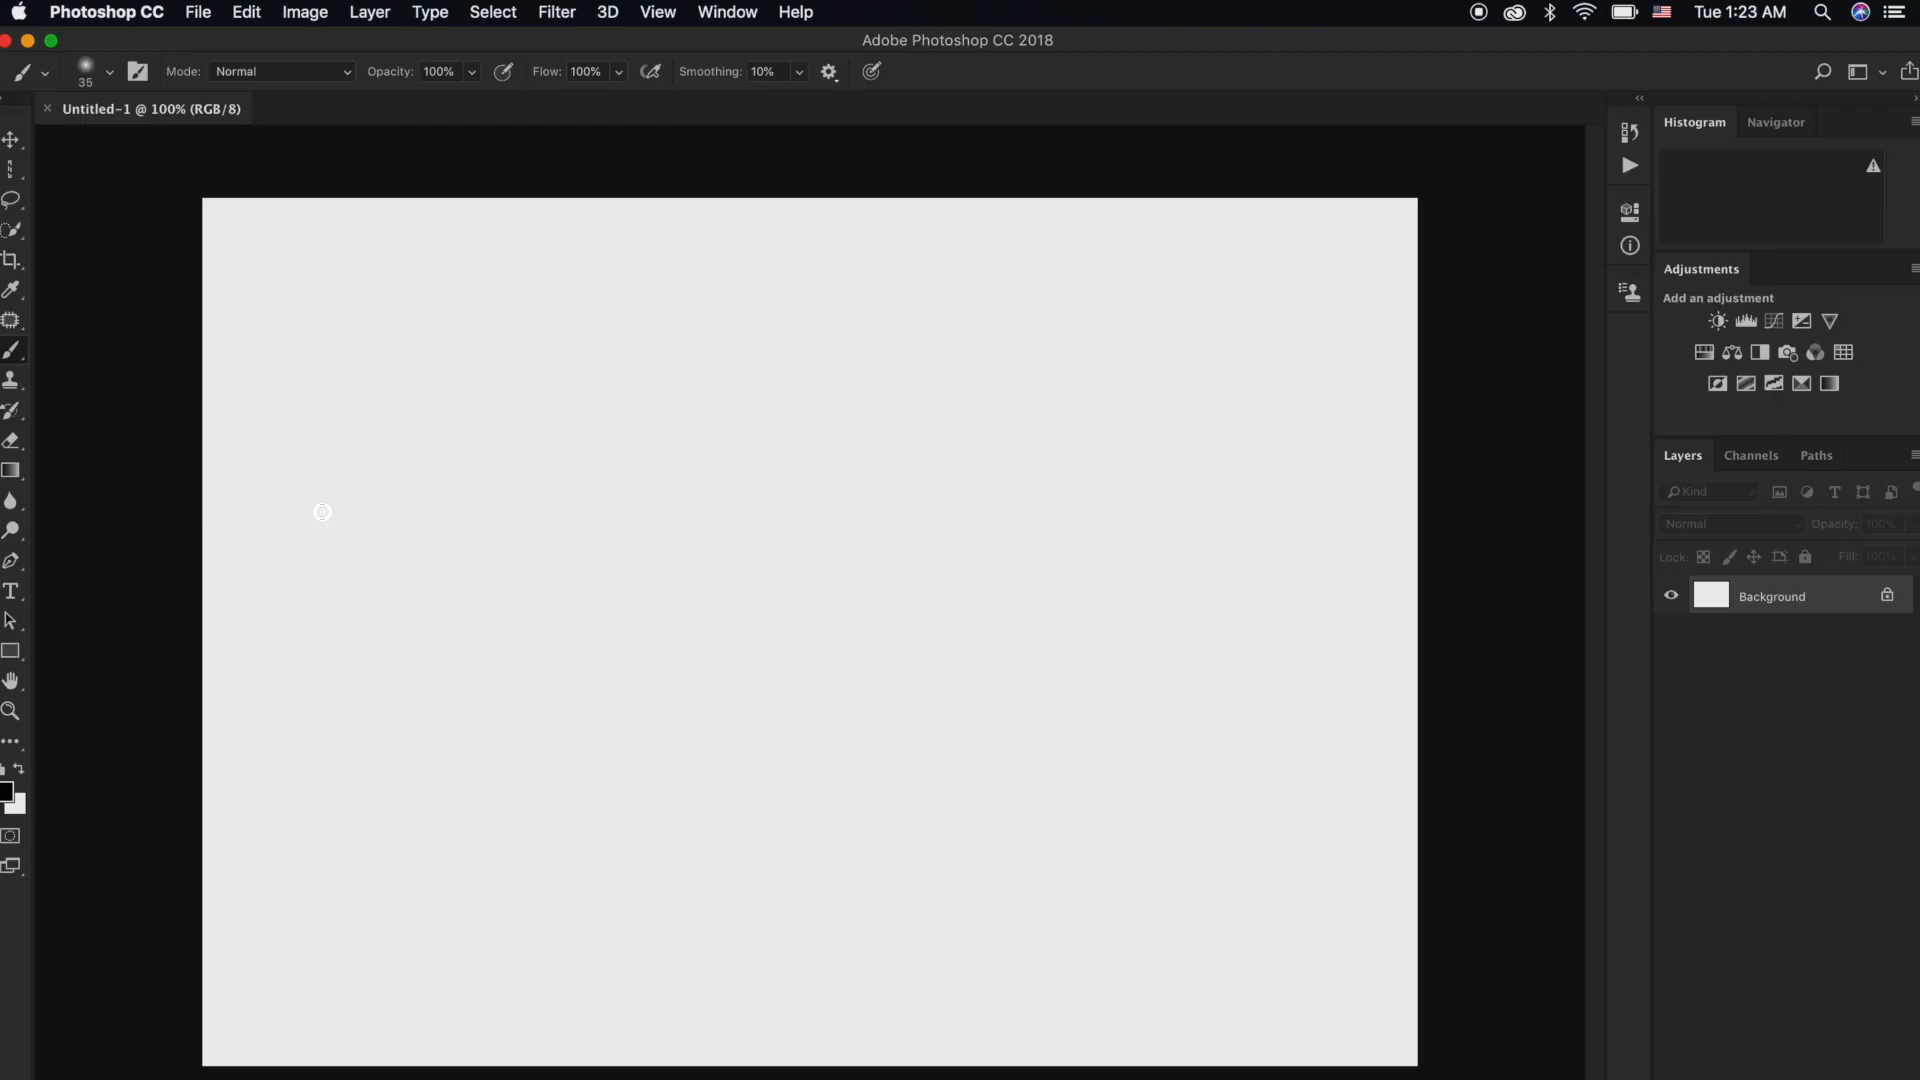 Photoshop CC File Edit Image Layer Type Select Filter 3D View Window Help Tue 1:23 AM
Adobe Photoshop CC 2018
35 Mode: Normal Opacity: 100% Flow: 100% Smoothing: 10%
Untitled-1 @ 100% (RGB/8)
Histogram Navigator
Adjustments
Add an adjustment
Layers Channels Paths
Kind
Normal Opacity: 100%
Lock: Fill: 100%
Background